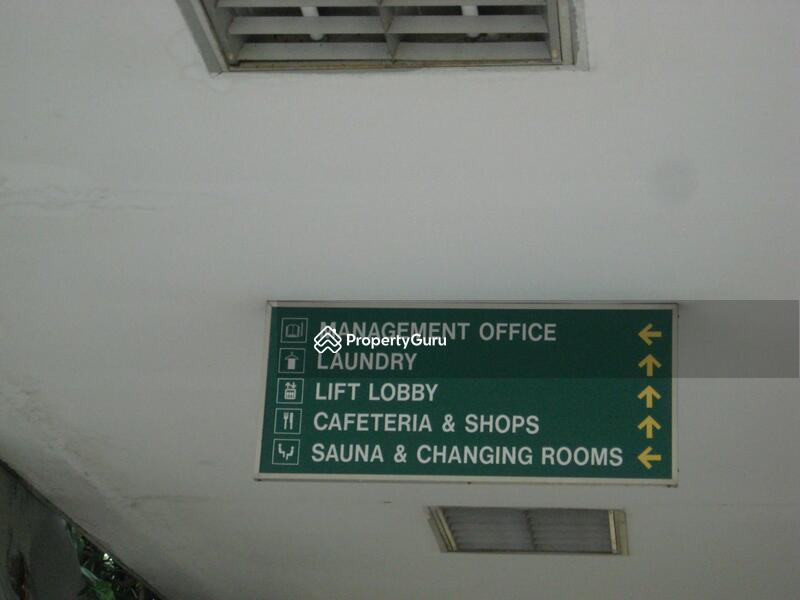 MANAGEMENT OFFICE
PropertyGuru
LAUNDRY
LIFT LOBBY
CAFETERIA & SHOPS
SAUNA & CHANGING ROOMS